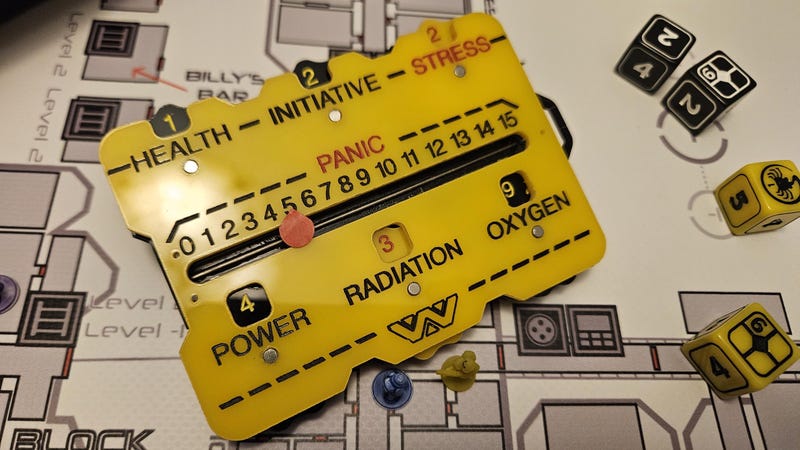 Level 2
BILLY'S
BAR
Level 2
1
2
2
HEALTH — INITIATIVE — STRESS
PANIC
0 1 2 3 4 5 6 7 8 9 10 11 12 13 14 15
4
3
9
POWER
RADIATION
OXYGEN
Level
Level -1
BLOCK
2
4
6
2
5
6
4